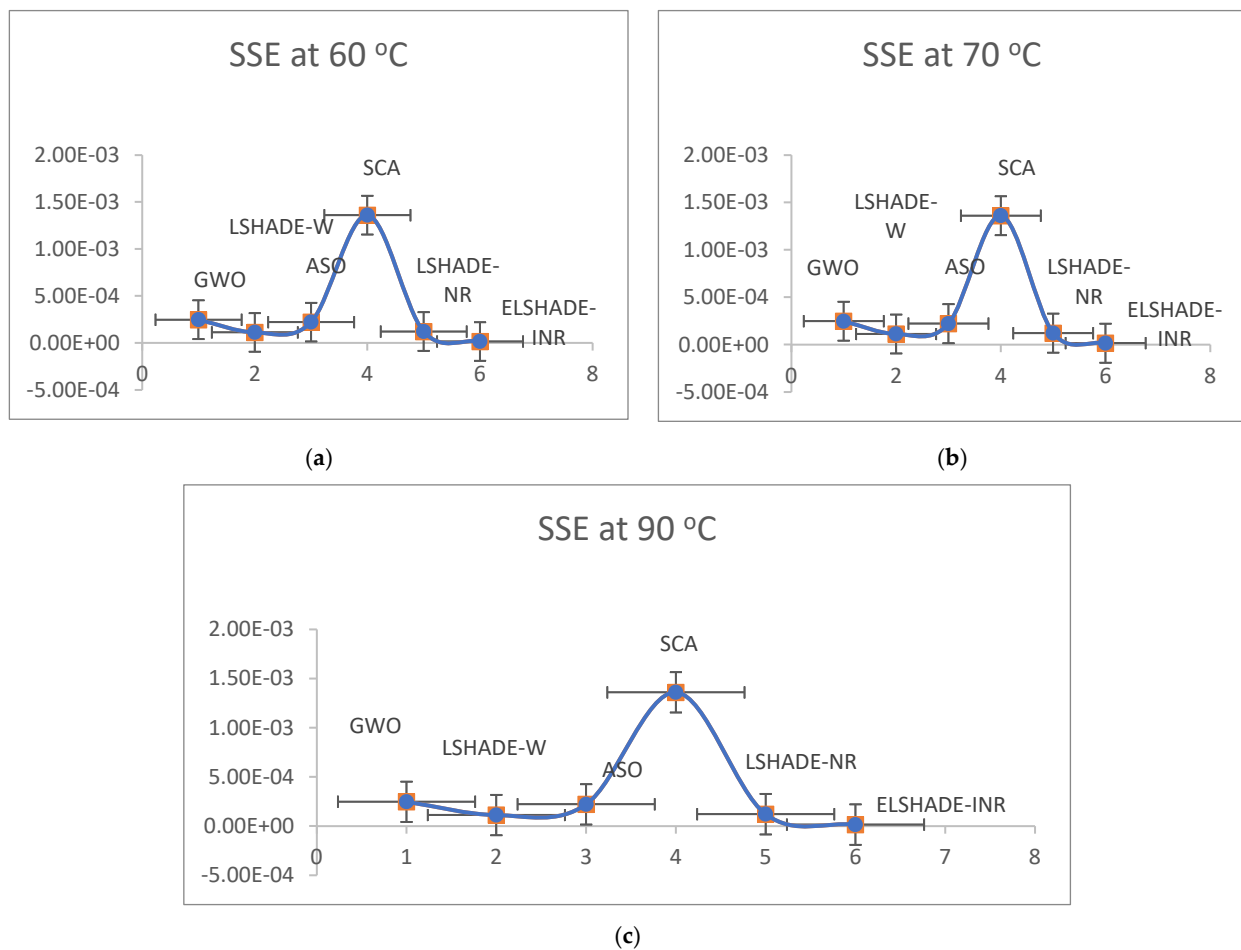 SSE at 60 °C
2.00E-03
1.50E-03
1.00E-03
5.00E-04
0.00E+00
-5.00E-04
0
2
4
6
8
GWO
LSHADE-W
ASO
SCA
LSHADE-
NR
ELSHADE-
INR
(a)
SSE at 70 °C
2.00E-03
1.50E-03
1.00E-03
5.00E-04
0.00E+00
-5.00E-04
0
2
4
6
8
GWO
LSHADE-
W
ASO
SCA
LSHADE-
NR
ELSHADE-
INR
(b)
SSE at 90 °C
2.00E-03
1.50E-03
1.00E-03
5.00E-04
0.00E+00
-5.00E-04
0
1
2
3
4
5
6
7
8
GWO
LSHADE-W
ASO
SCA
LSHADE-NR
ELSHADE-INR
(c)